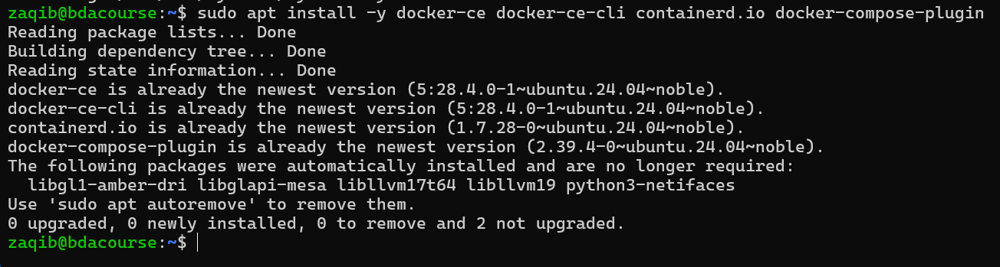 zaqib@bdacourse:~$ sudo apt install -y docker-ce docker-ce-cli containerd.io docker-compose-plugin
Reading package lists... Done
Building dependency tree... Done
Reading state information... Done
docker-ce is already the newest version (5:28.4.0-1~ubuntu.24.04~noble).
docker-ce-cli is already the newest version (5:28.4.0-1~ubuntu.24.04~noble).
containerd.io is already the newest version (1.7.28-0~ubuntu.24.04~noble).
docker-compose-plugin is already the newest version (2.39.4-0~ubuntu.24.04~noble).
The following packages were automatically installed and are no longer required:
  libgl1-amber-dri libglapi-mesa libllvm17t64 libllvm19 python3-netifaces
Use 'sudo apt autoremove' to remove them.
0 upgraded, 0 newly installed, 0 to remove and 2 not upgraded.
zaqib@bdacourse:~$